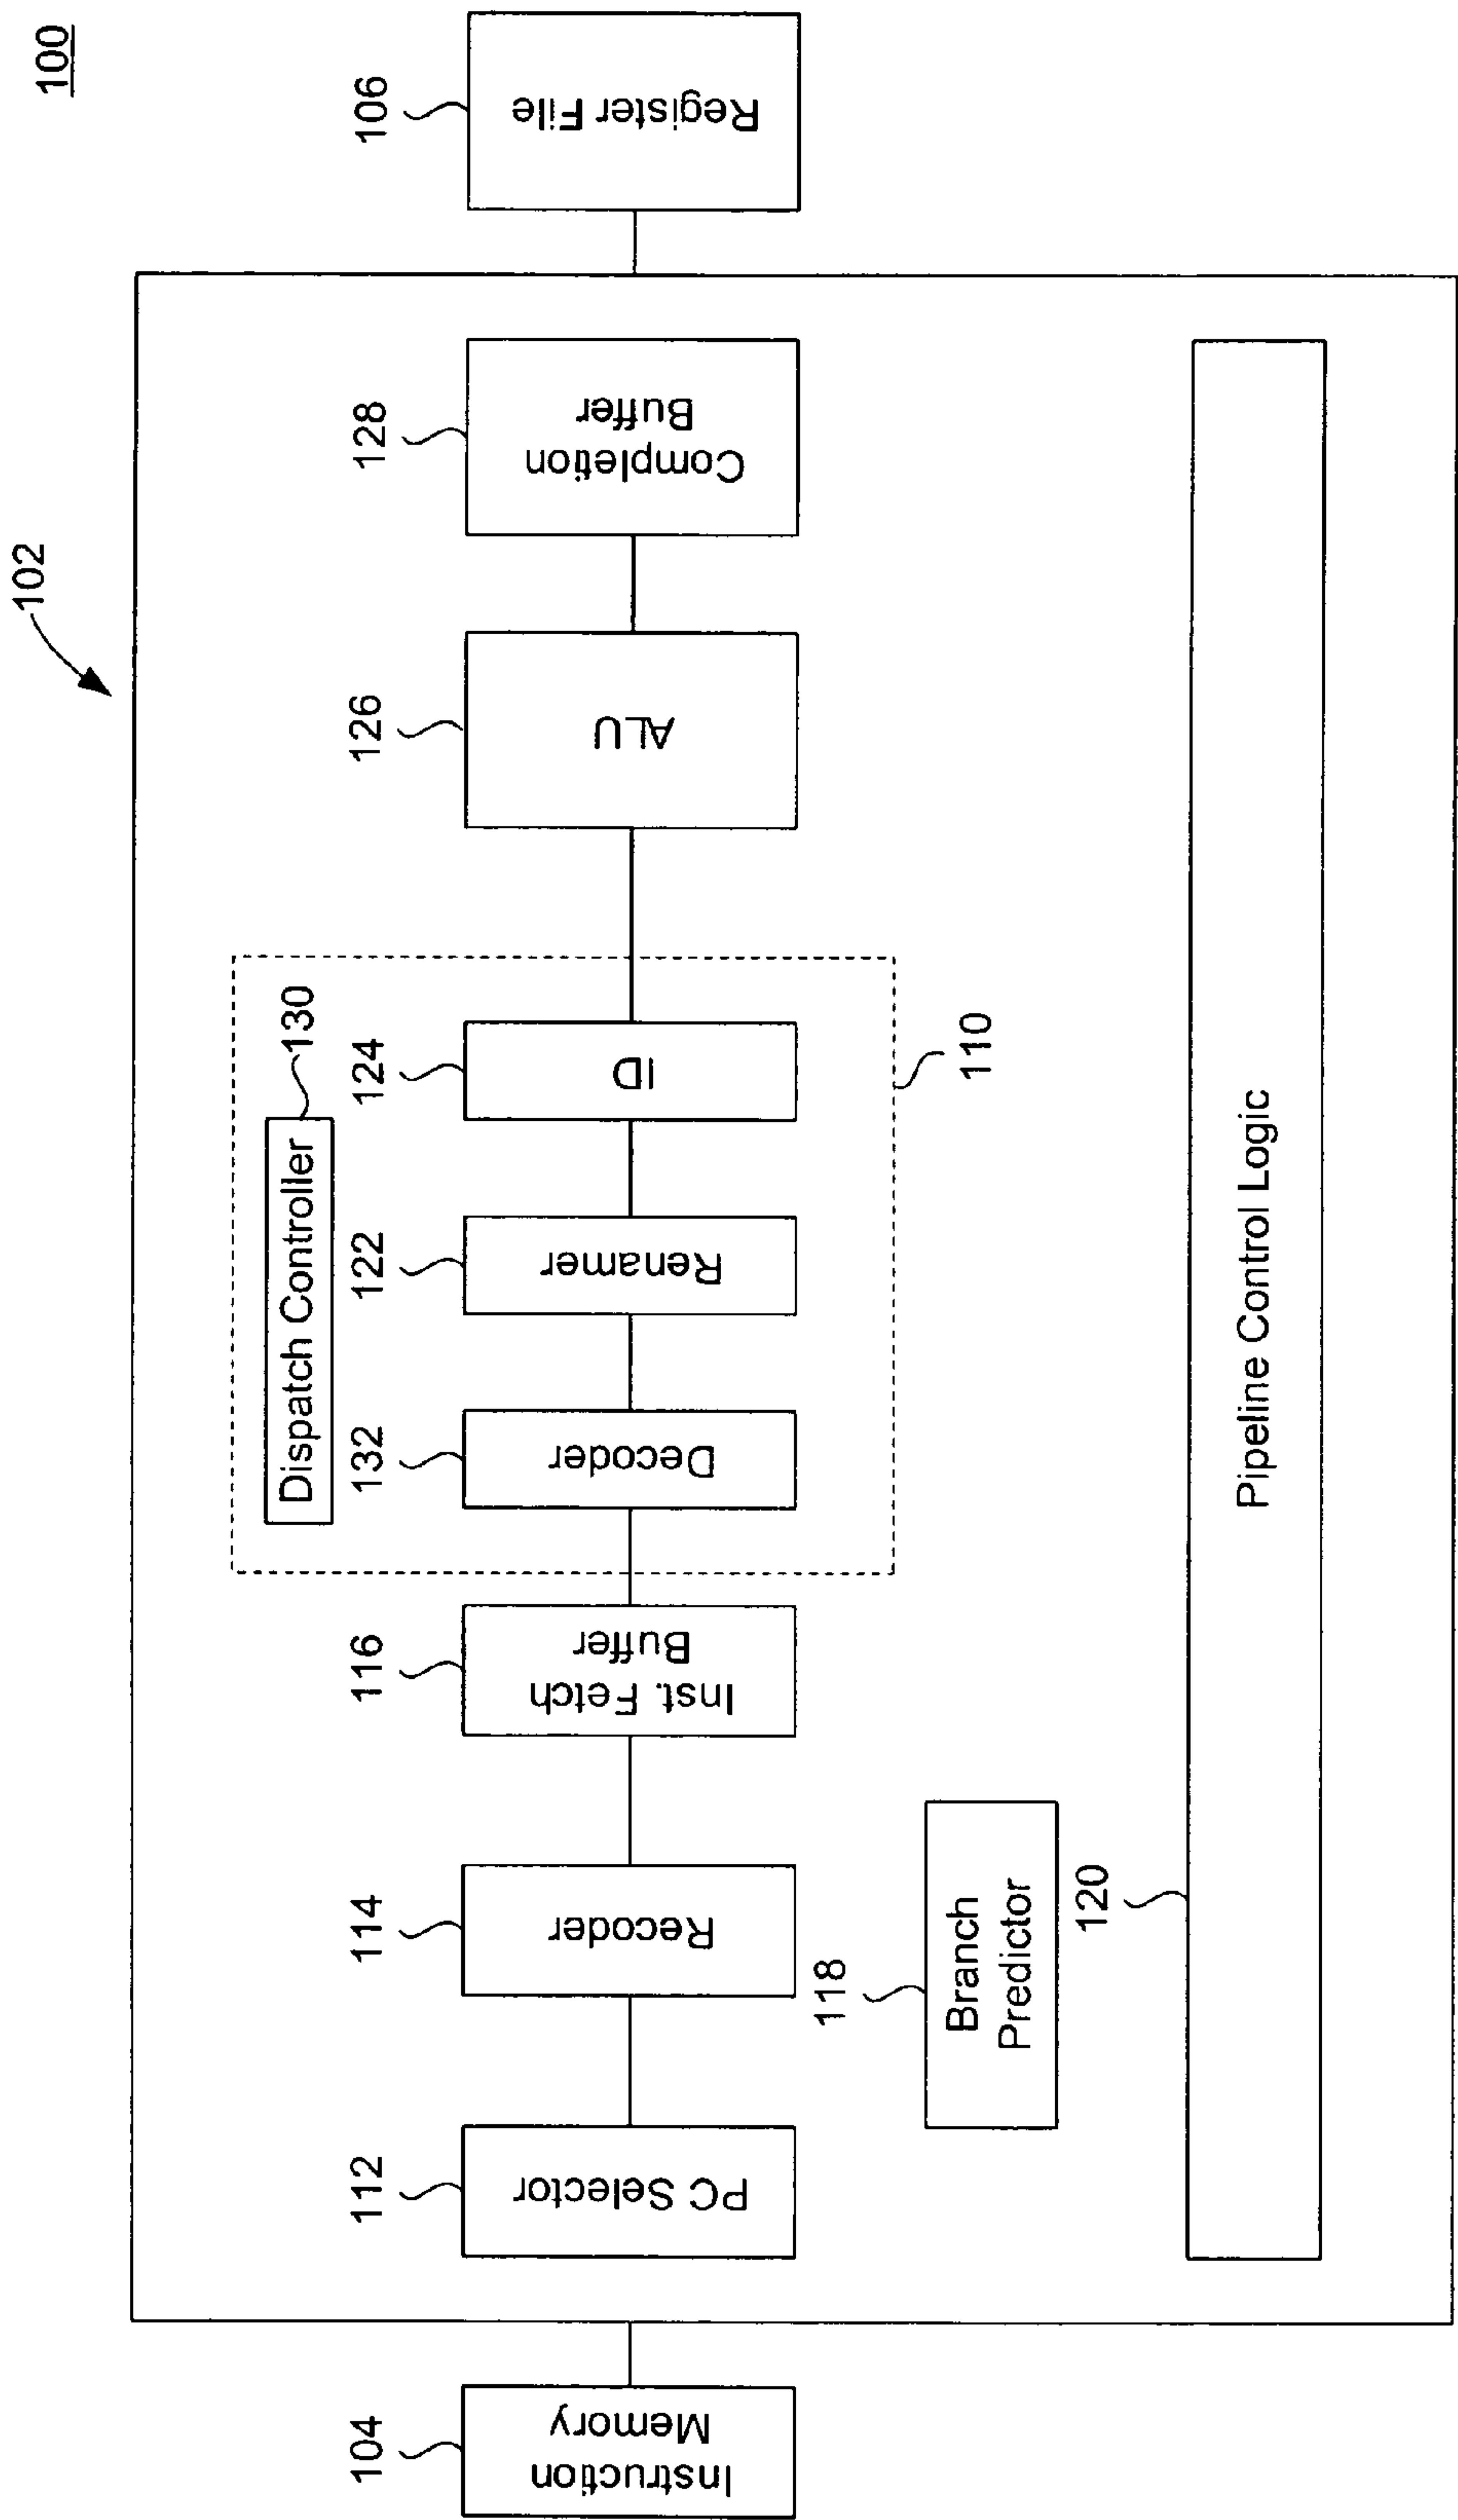 100
102
104
Instruction
Memory
112
PC Selector
114
Recoder
116
Inst. Fetch
Buffer
132
Decoder
122
Renamer
124
ID
Dispatch Controller
130
110
126
ALU
128
Completion
Buffer
106
Register File
118
Branch
Predictor
120
Pipeline Control Logic